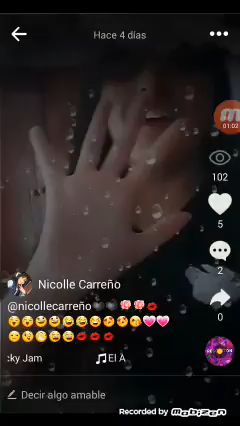 Hace 4 días
01:02
102
5
2
0
Nicolle Carreño
@nicollecarreño
:ky Jam
El A
Decir algo amable
Recorded by Mobizen